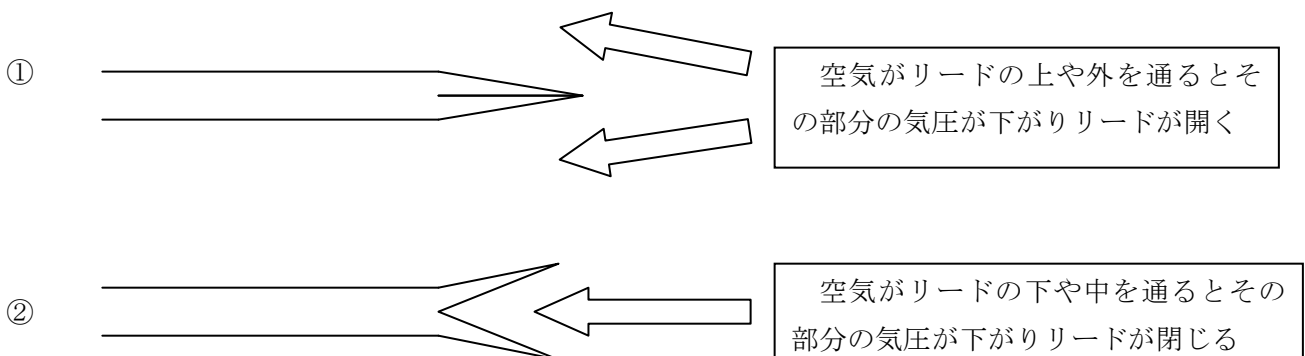 ①
空気がリードの上や外を通るとそ
の部分の気圧が下がりリードが開く
②
空気がリードの下や中を通るとその
部分の気圧が下がりリードが閉じる